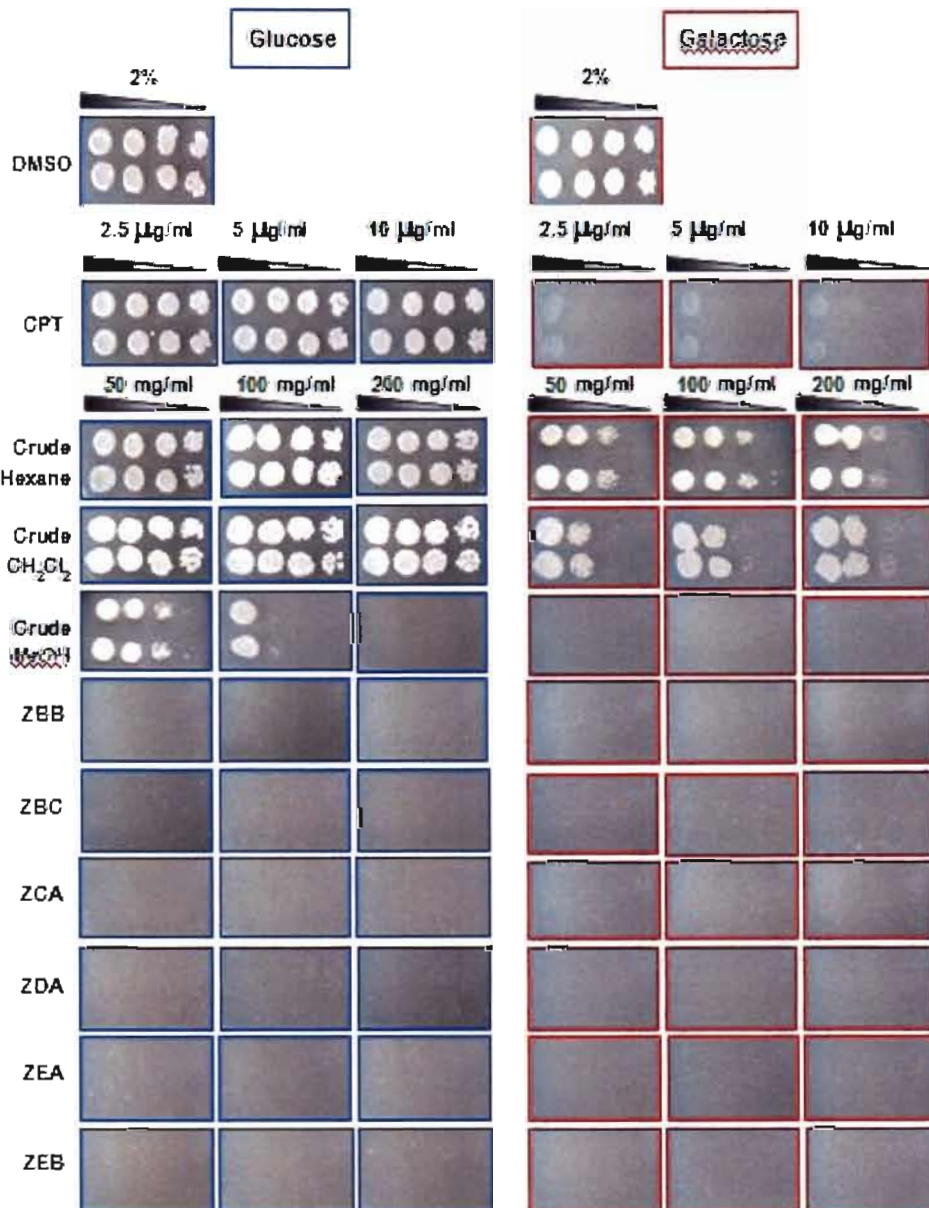 Glucose Galactose
2% 2%
DMSO
2.5 µg/ml 5 µg/ml 10 µg/ml 2.5 µg/ml 5 µg/ml 10 µg/ml
CPT
50 mg/ml 100 mg/ml 200 mg/ml 50 mg/ml 100 mg/ml 200 mg/ml
Crude
Hexane
Crude
CH2CL2
Crude
MeOH
ZBB
ZBC
ZCA
ZDA
ZEA
ZEB